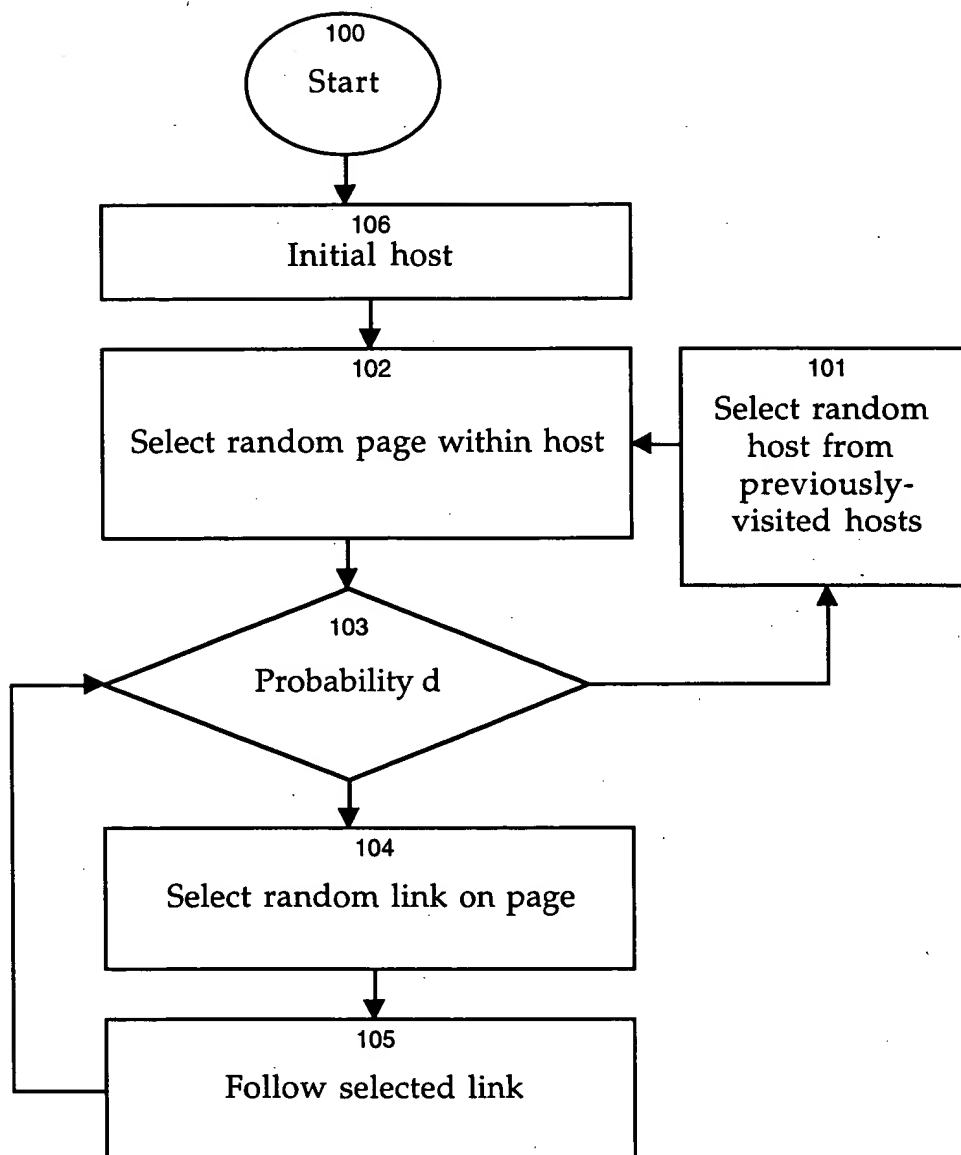 100
Start
106
Initial host
102
Select random page within host
101
Select random
host from
previously-
visited hosts
103
Probability d
104
Select random link on page
105
Follow selected link